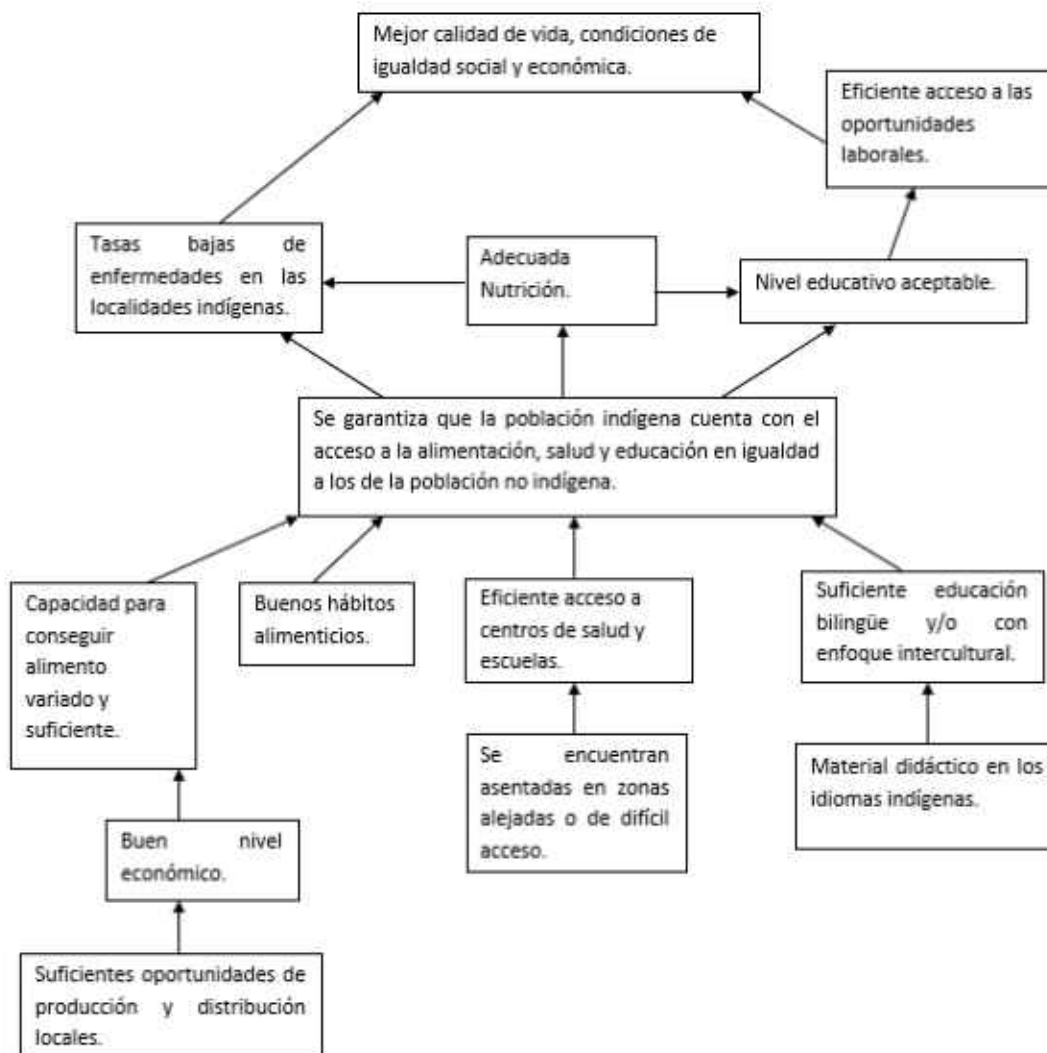 Mejor calidad de vida, condiciones de
igualdad social y económica.
Eficiente acceso a las
oportunidades
laborales.
Tasas bajas de
enfermedades en las
localidades indígenas.
Adecuada
Nutrición.
Nivel educativo aceptable.
Se garantiza que la población indígena cuenta con el
acceso a la alimentación, salud y educación en igualdad
a los de la población no indígena.
Capacidad para
conseguir
alimento
variado y
suficiente.
Buenos hábitos
alimenticios.
Eficiente acceso a
centros de salud y
escuelas.
Suficiente educación
bilingüe y/o con
enfoque intercultural.
Se encuentran
asentadas en zonas
alejadas o de difícil
acceso.
Material didáctico en los
idiomas indígenas.
Buen nivel
económico.
Suficientes oportunidades de
producción y distribución
locales.